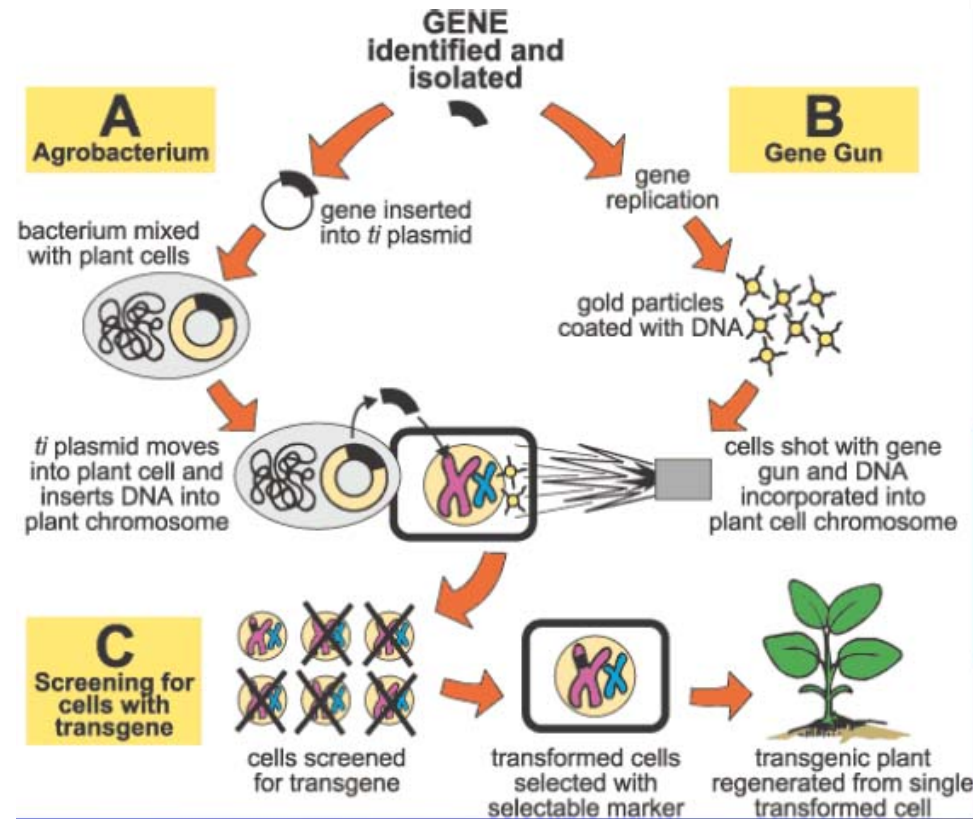 GENE
identified and
isolated
A
Agrobacterium
B
Gene Gun
gene inserted
into ti plasmid
gene
replication
bacterium mixed
with plant cells
gold particles
coated with DNA
ti plasmid moves
into plant cell and
inserts DNA into
plant chromosome
cells shot with gene
gun and DNA
incorporated into
plant cell chromosome
C
Screening for
cells with
transgene
cells screened
for transgene
transformed cells
selected with
selectable marker
transgenic plant
regenerated from single
transformed cell